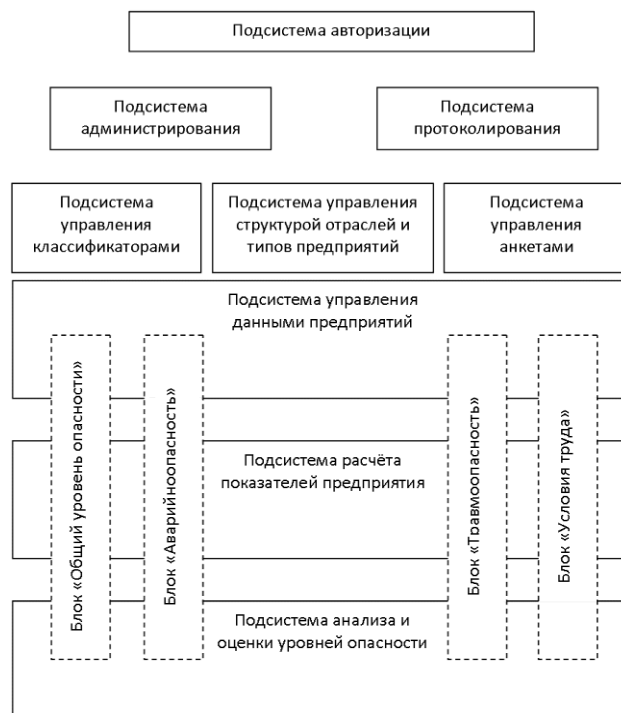 Подсистема авторизации
Подсистема
администрирования
Подсистема
протоколирования
Подсистема
управления
классификаторами
Подсистема управления
структурой отраслей и
типов предприятий
Подсистема
управления
анкетами
Подсистема управления
данными предприятий
Блок «Общий уровень опасности»
Блок «Аварийноопасность»
Блок «Травмоопасность»
Блок «Условия труда»
Подсистема расчёта
показателей предприятия
Подсистема анализа и
оценки уровней опасности